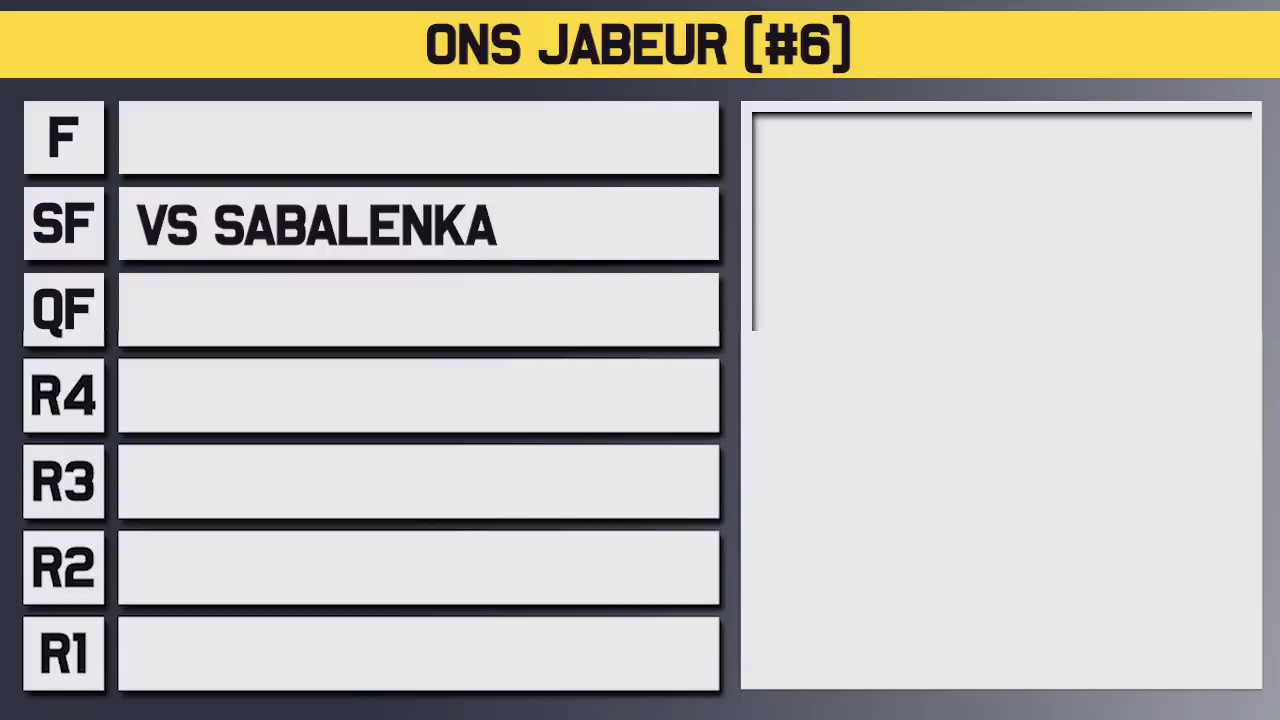 ONS JABEUR [#6]
F
SF VS SABALENKA
QF
R4
R3
R2
R1